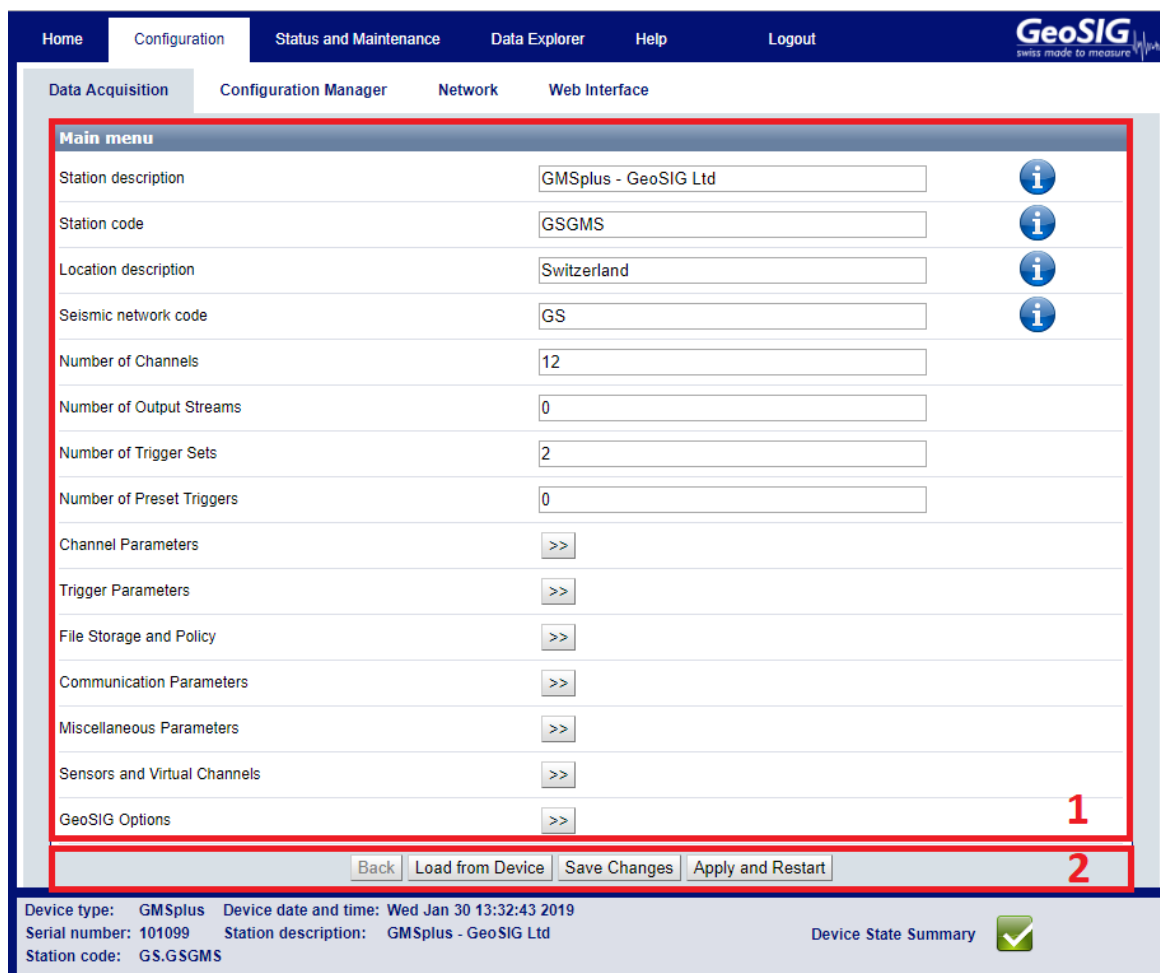 Home Configuration Status and Maintenance Data Explorer Help Logout GeoSIG
swiss made to measure
Data Acquisition Configuration Manager Network Web Interface
Main menu
Station description GMSplus - GeoSIG Ltd
Station code GSGMS
Location description Switzerland
Seismic network code GS
Number of Channels 12
Number of Output Streams 0
Number of Trigger Sets 2
Number of Preset Triggers 0
Channel Parameters >>
Trigger Parameters >>
File Storage and Policy >>
Communication Parameters >>
Miscellaneous Parameters >>
Sensors and Virtual Channels >>
GeoSIG Options >>
1
Back Load from Device Save Changes Apply and Restart 2
Device type: GMSplus Device date and time: Wed Jan 30 13:32:43 2019
Serial number: 101099 Station description: GMSplus - GeoSIG Ltd Device State Summary
Station code: GS.GSGMS